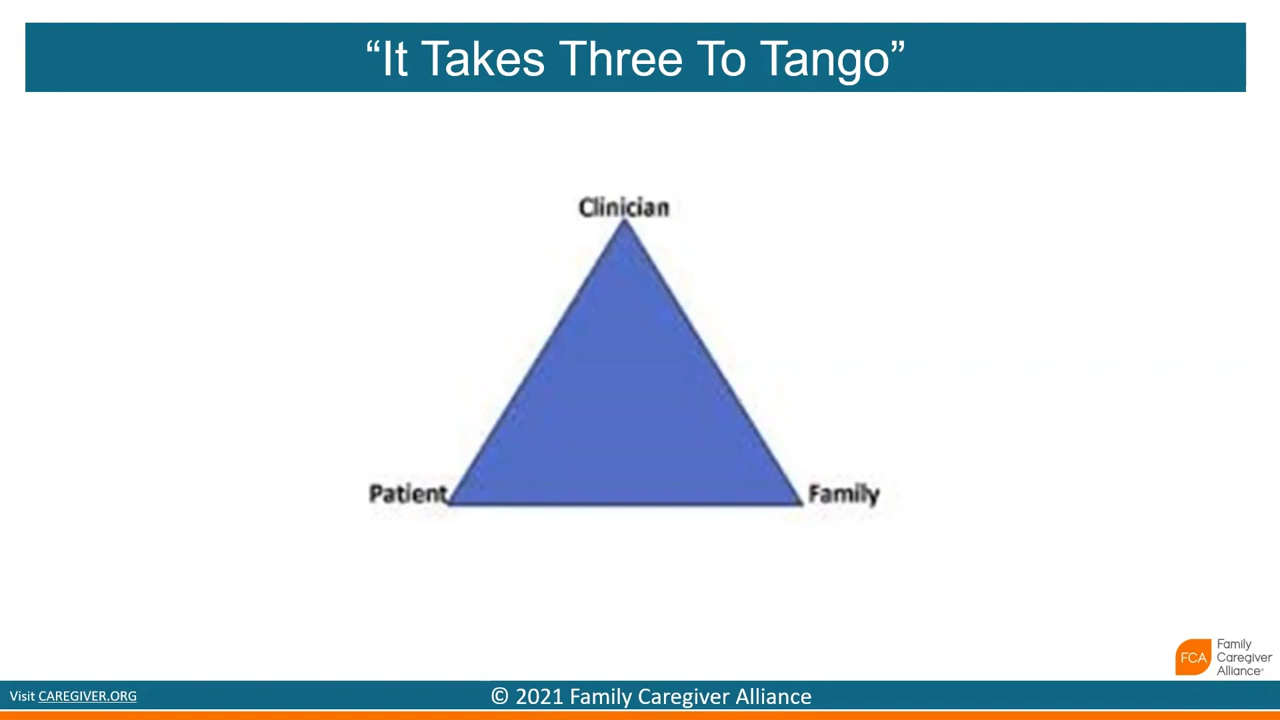 “It Takes Three To Tango”
Clinician
Patient
Family
FCA
Family
Caregiver
Alliance®
Visit CAREGIVER.ORG
© 2021 Family Caregiver Alliance